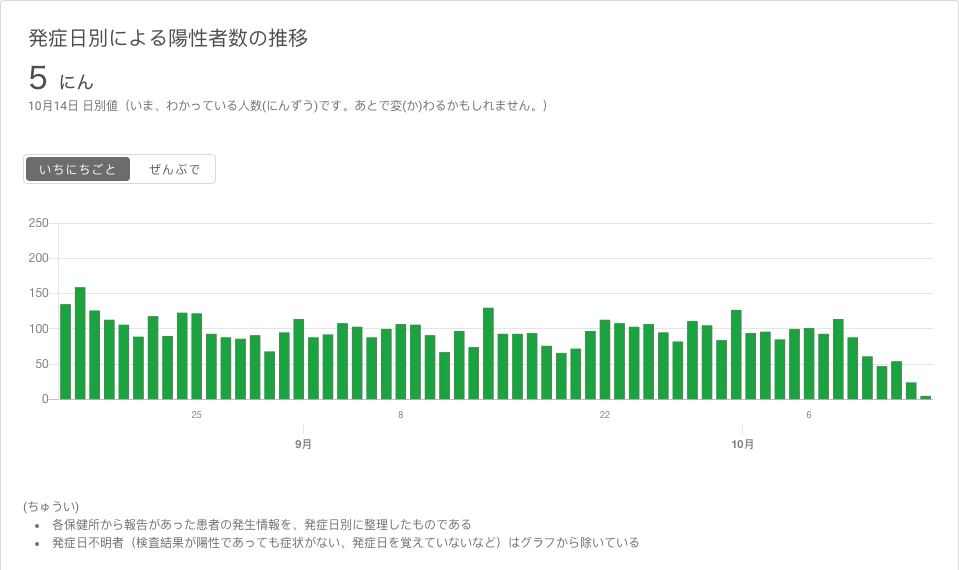 発症日別による陽性者数の推移
5 にん
10月14日 日別値（いま、わかっている人数(にんずう)です。あとで変(か)わるかもしれません。）
いちにちごと ぜんぶで
250
200
150
100
50
0
25 8 22 6
9月 10月
(ちゅうい)
• 各保健所から報告があった患者の発生情報を、発症日別に整理したものである
• 発症日不明者（検査結果が陽性であっても症状がない、発症日を覚えていないなど）はグラフから除いている